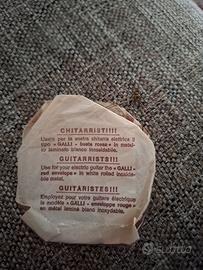 CHITARRISTI!!!
Usate per la vostra chitarra elettrica il
tipo « GALLI - busta rossa » in metal-
lo laminato bianco inossidabile.
GUITARRISTS!!!
Use for your electric guitar the « GALLI -
red envelope » in white rolled inoxida-
ble metal.
GUITARISTES!!!
Employez pour votre guitare électrique
le modèle « GALLI - enveloppe rouge »
en métal laminé blanc inoxydable.
subito